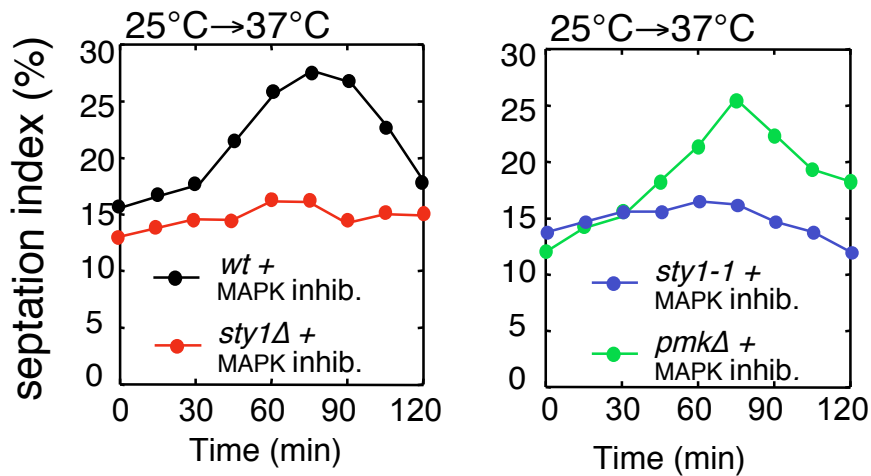 25°C→37°C
septation index (%)
30
25
20
15
10
5
0
wt +
MAPK inhib.
sty1Δ +
MAPK inhib.
0 30 60 90 120
Time (min)
25°C→37°C
30
25
20
15
10
5
0
sty1-1 +
MAPK inhib.
pmkΔ +
MAPK inhib.
0 30 60 90 120
Time (min)